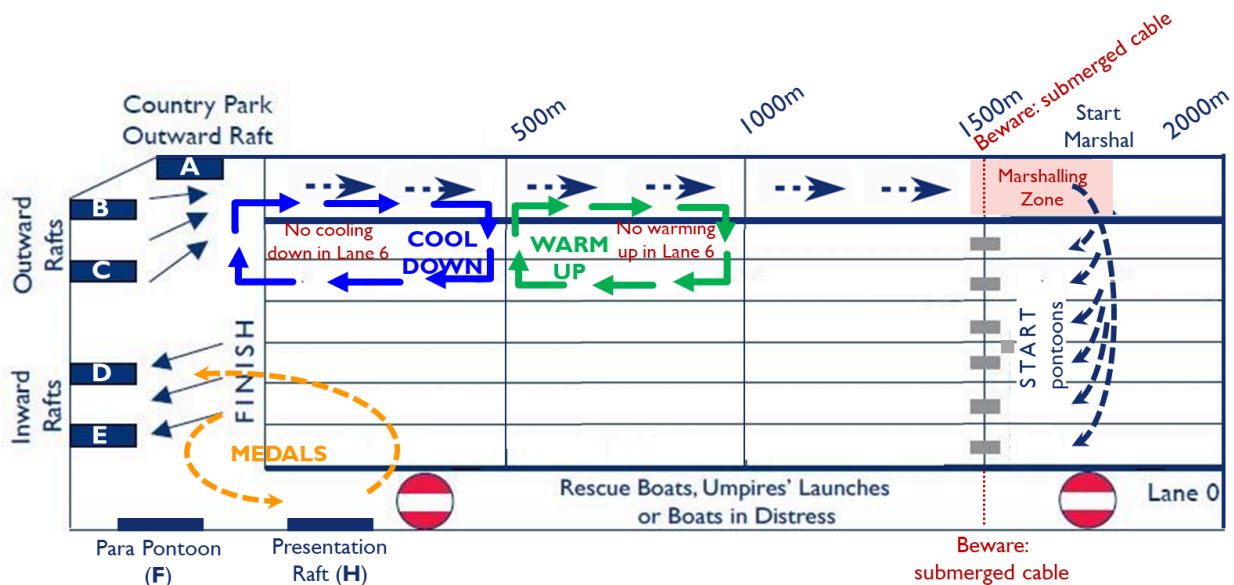 Country Park
Outward Raft
500m
1000m
1500m
Beware: submerged cable
Start
Marshal
2000m
A
B
C
Outward
Rafts
No cooling
down in Lane 6
COOL
DOWN
WARM
UP
No warming
up in Lane 6
Marshalling
Zone
START
pontoons
FINISH
Inward
Rafts
D
E
MEDALS
Rescue Boats, Umpires' Launches
or Boats in Distress
Lane 0
Para Pontoon
(F)
Presentation
Raft (H)
Beware:
submerged cable